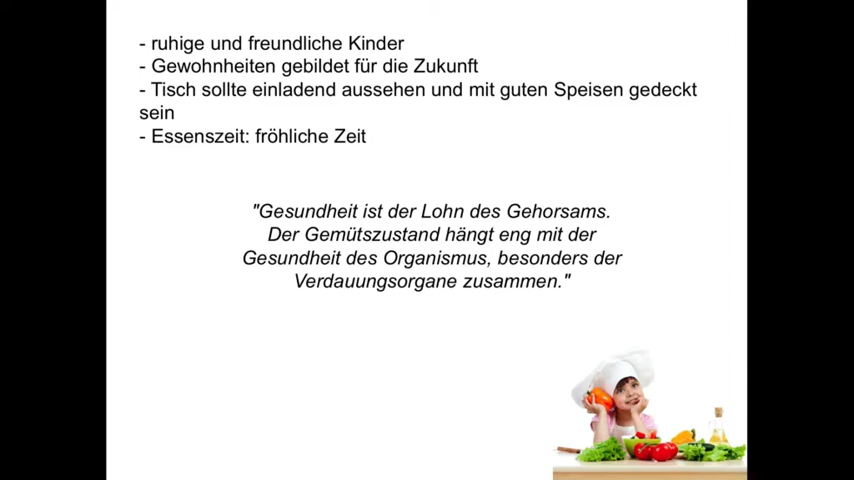 - ruhige und freundliche Kinder
- Gewohnheiten gebildet für die Zukunft
- Tisch sollte einladend aussehen und mit guten Speisen gedeckt
sein
- Essenszeit: fröhliche Zeit
"Gesundheit ist der Lohn des Gehorsams.
Der Gemütszustand hängt eng mit der
Gesundheit des Organismus, besonders der
Verdauungsorgane zusammen."